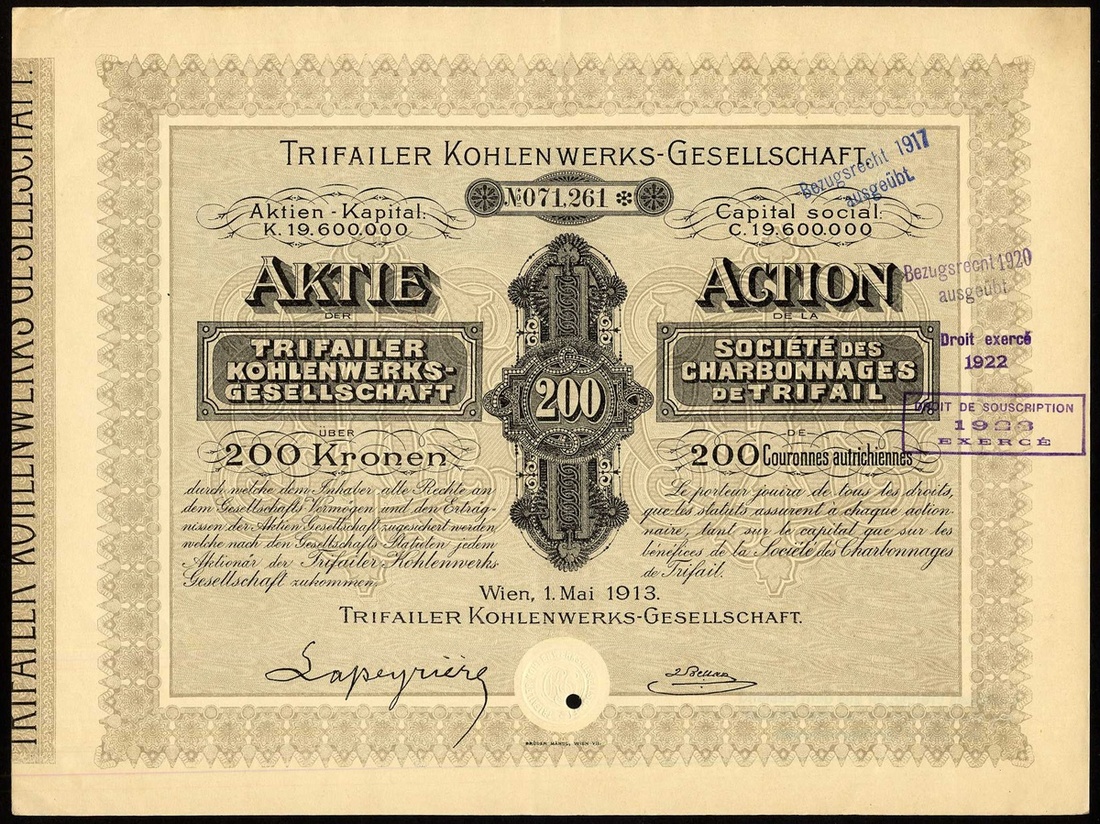 TRIFAILER KOHLENWERKS GESELLSCHAFT.
TRIFAILER KOHLENWERKS-GESELLSCHAFT.
Bezugsrecht 1917
ausgeübt.
№ 071,261
Aktien-Kapital:
K. 19.600.000
Capital social:
C. 19.600.000
Bezugsrecht 1920
ausgeübt
Droit exercé
1922
DROIT DE SOUSCRIPTION
1923
EXERCÉ
AKTIE
DER
TRIFAILER
KOHLENWERKS-
GESELLSCHAFT
ÜBER
200 Kronen
durch welche dem Inhaber alle Rechte an
dem Gesellschafts Vermögen und den Erträg-
nissen der Aktien Gesellschaft zugesichert werden,
welche nach den Gesellschafts Statuten jedem
Aktionär der Trifailer Kohlenwerks
Gesellschaft zukommen.
200
ACTION
DE LA
SOCIÉTÉ DES
CHARBONNAGES
DE TRIFAIL
DE
200 Couronnes autrichiennes
Le porteur jouira de tous les droits,
que les statuts assurent à chaque action-
naire, tant sur le capital que sur les
bénéfices de la Société des Charbonnages
de Trifail.
Wien, 1. Mai 1913.
TRIFAILER KOHLENWERKS-GESELLSCHAFT.
Lapeyrière
BRÜDER MANDL, WIEN VII.